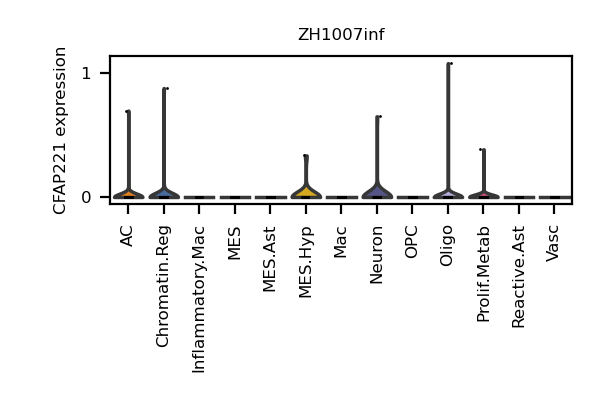 ZH1007inf
CFAP221 expression
1
0
AC
Chromatin.Reg
Inflammatory.Mac
MES
MES.Ast
MES.Hyp
Mac
Neuron
OPC
Oligo
Prolif.Metab
Reactive.Ast
Vasc